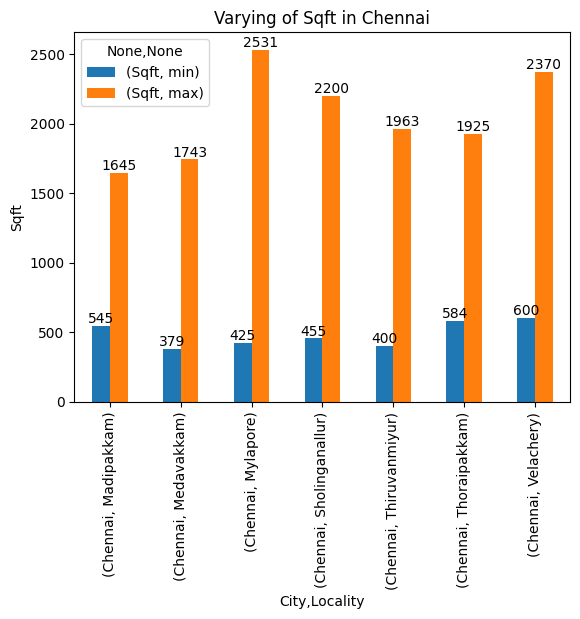 Varying of Sqft in Chennai
None,None
(Sqft, min)
(Sqft, max)
Sqft
2500
2000
1500
1000
500
0
545
1645
379
1743
425
2531
455
2200
400
1963
584
1925
600
2370
(Chennai, Madipakkam)
(Chennai, Medavakkam)
(Chennai, Mylapore)
(Chennai, Sholinganallur)
(Chennai, Thiruvanmiyur)
(Chennai, Thoraipakkam)
(Chennai, Velachery)
City,Locality